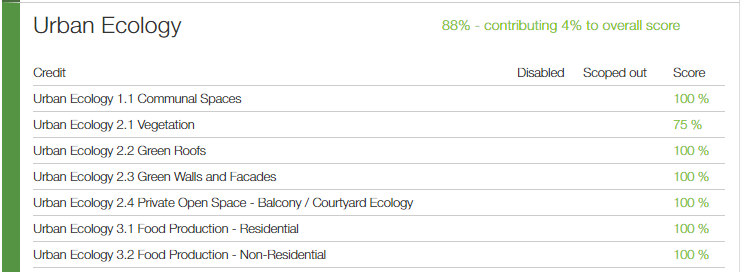 Urban Ecology 88% - contributing 4% to overall score
Credit Disabled Scoped out Score
Urban Ecology 1.1 Communal Spaces 100 %
Urban Ecology 2.1 Vegetation 75 %
Urban Ecology 2.2 Green Roofs 100 %
Urban Ecology 2.3 Green Walls and Facades 100 %
Urban Ecology 2.4 Private Open Space - Balcony / Courtyard Ecology 100 %
Urban Ecology 3.1 Food Production - Residential 100 %
Urban Ecology 3.2 Food Production - Non-Residential 100 %